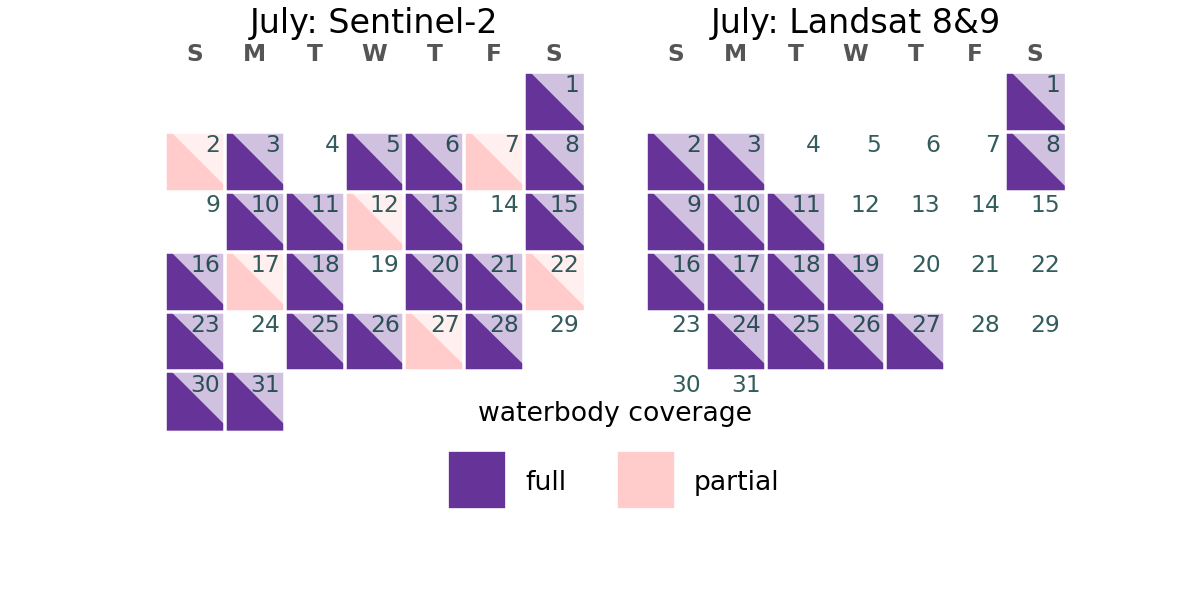 July: Sentinel-2
S M T W T F S
1
2 3 4 5 6 7 8
9 10 11 12 13 14 15
16 17 18 19 20 21 22
23 24 25 26 27 28 29
30 31
July: Landsat 8&9
S M T W T F S
1
2 3 4 5 6 7 8
9 10 11 12 13 14 15
16 17 18 19 20 21 22
23 24 25 26 27 28 29
30 31
waterbody coverage
full partial